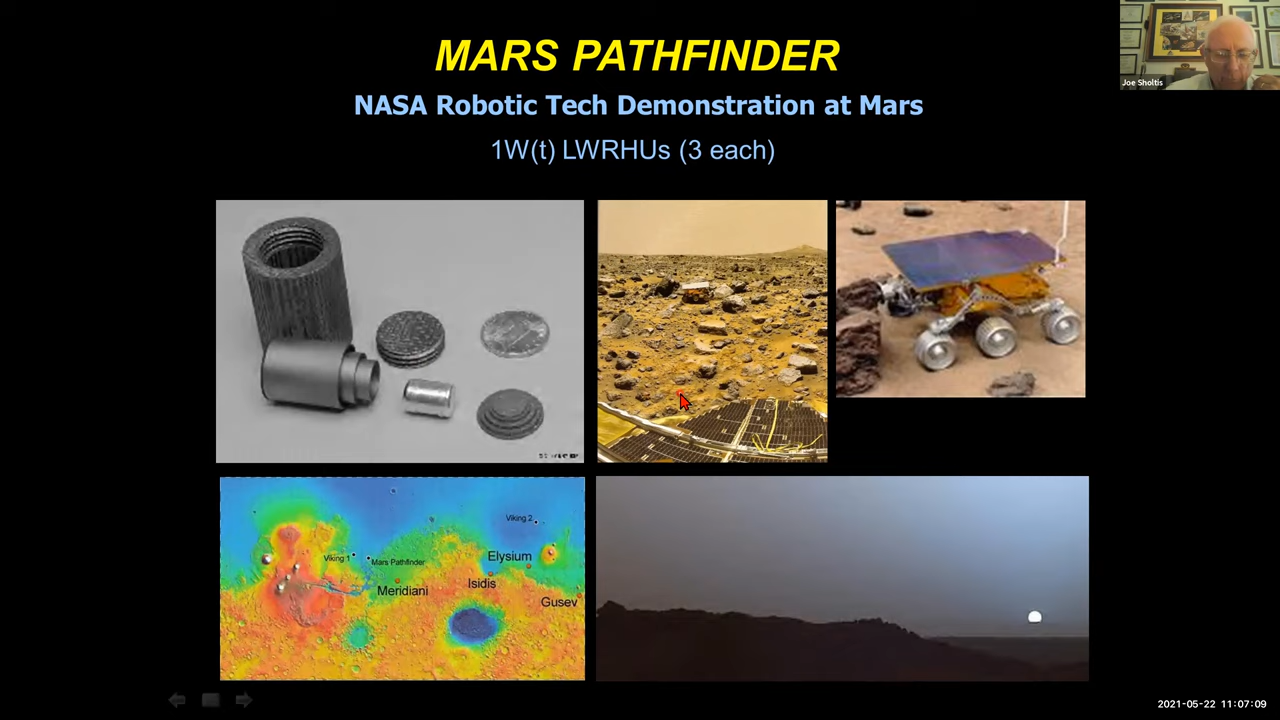 MARS PATHFINDER
NASA Robotic Tech Demonstration at Mars
1W(t) LWRHUs (3 each)
Joe Sholtis
Viking 2
Viking 1
Mars Pathfinder
Elysium
Isidis
Meridiani
Gusev
2021-05-22 11:07:09